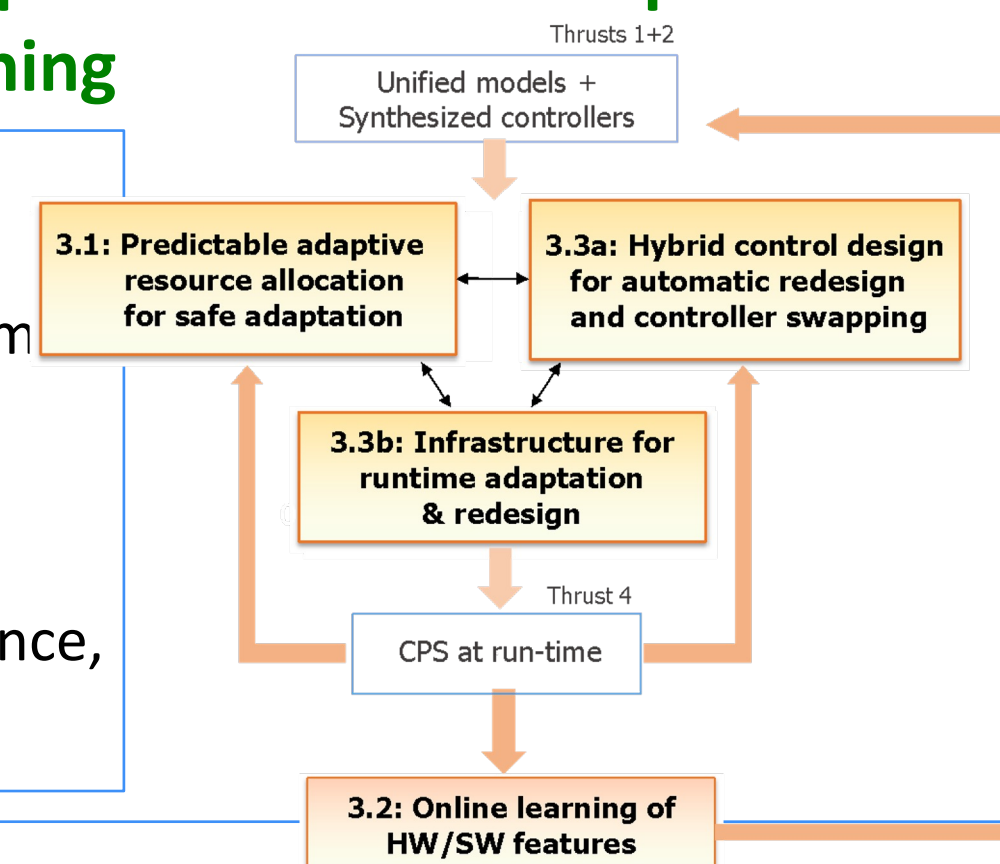 ning
Thrusts 1+2
Unified models +
Synthesized controllers
3.1: Predictable adaptive
resource allocation
for safe adaptation
3.3a: Hybrid control design
for automatic redesign
and controller swapping
m
3.3b: Infrastructure for
runtime adaptation
& redesign
Thrust 4
nce,
CPS at run-time
3.2: Online learning of
HW/SW features